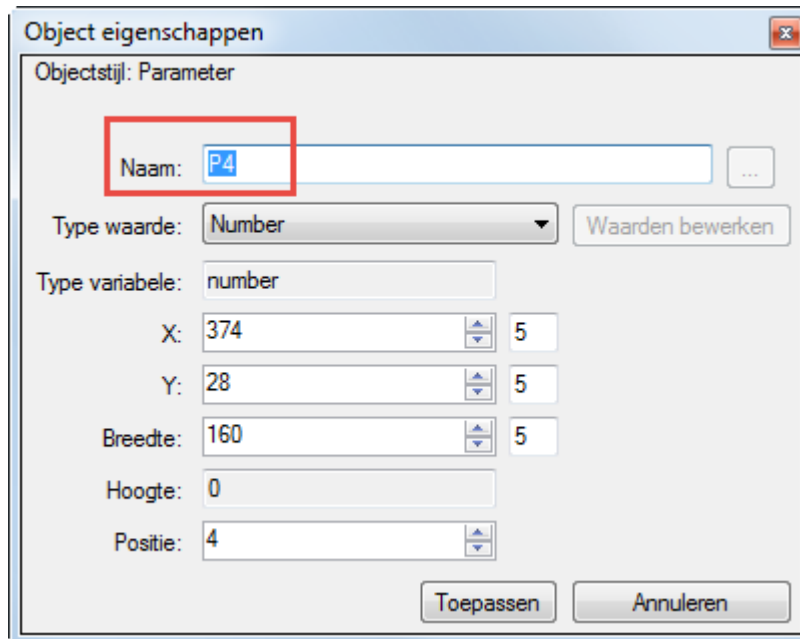 Object eigenschappen
Objectstijl: Parameter
Naam: P4 ...
Type waarde: Number Waarden bewerken
Type variabele: number
X: 374 5
Y: 28 5
Breedte: 160 5
Hoogte: 0
Positie: 4
Toepassen Annuleren